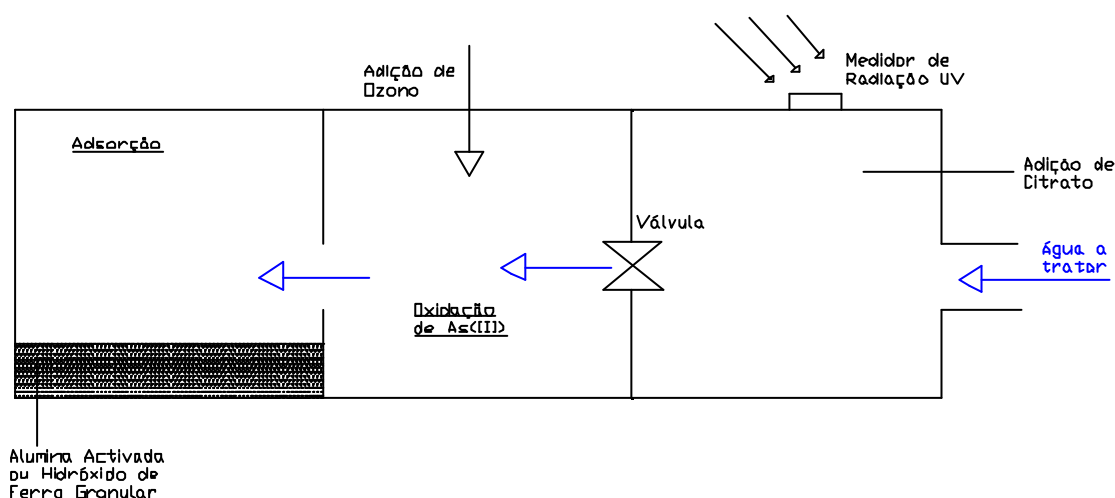 Medidor de
Radiação UV
Adição de
Ozono
Adsorção
Adição de
Citrato
Válvula
Água a
tratar
Oxidação
de As(III)
Alumina Activada
ou Hidróxido de
Ferra Granular